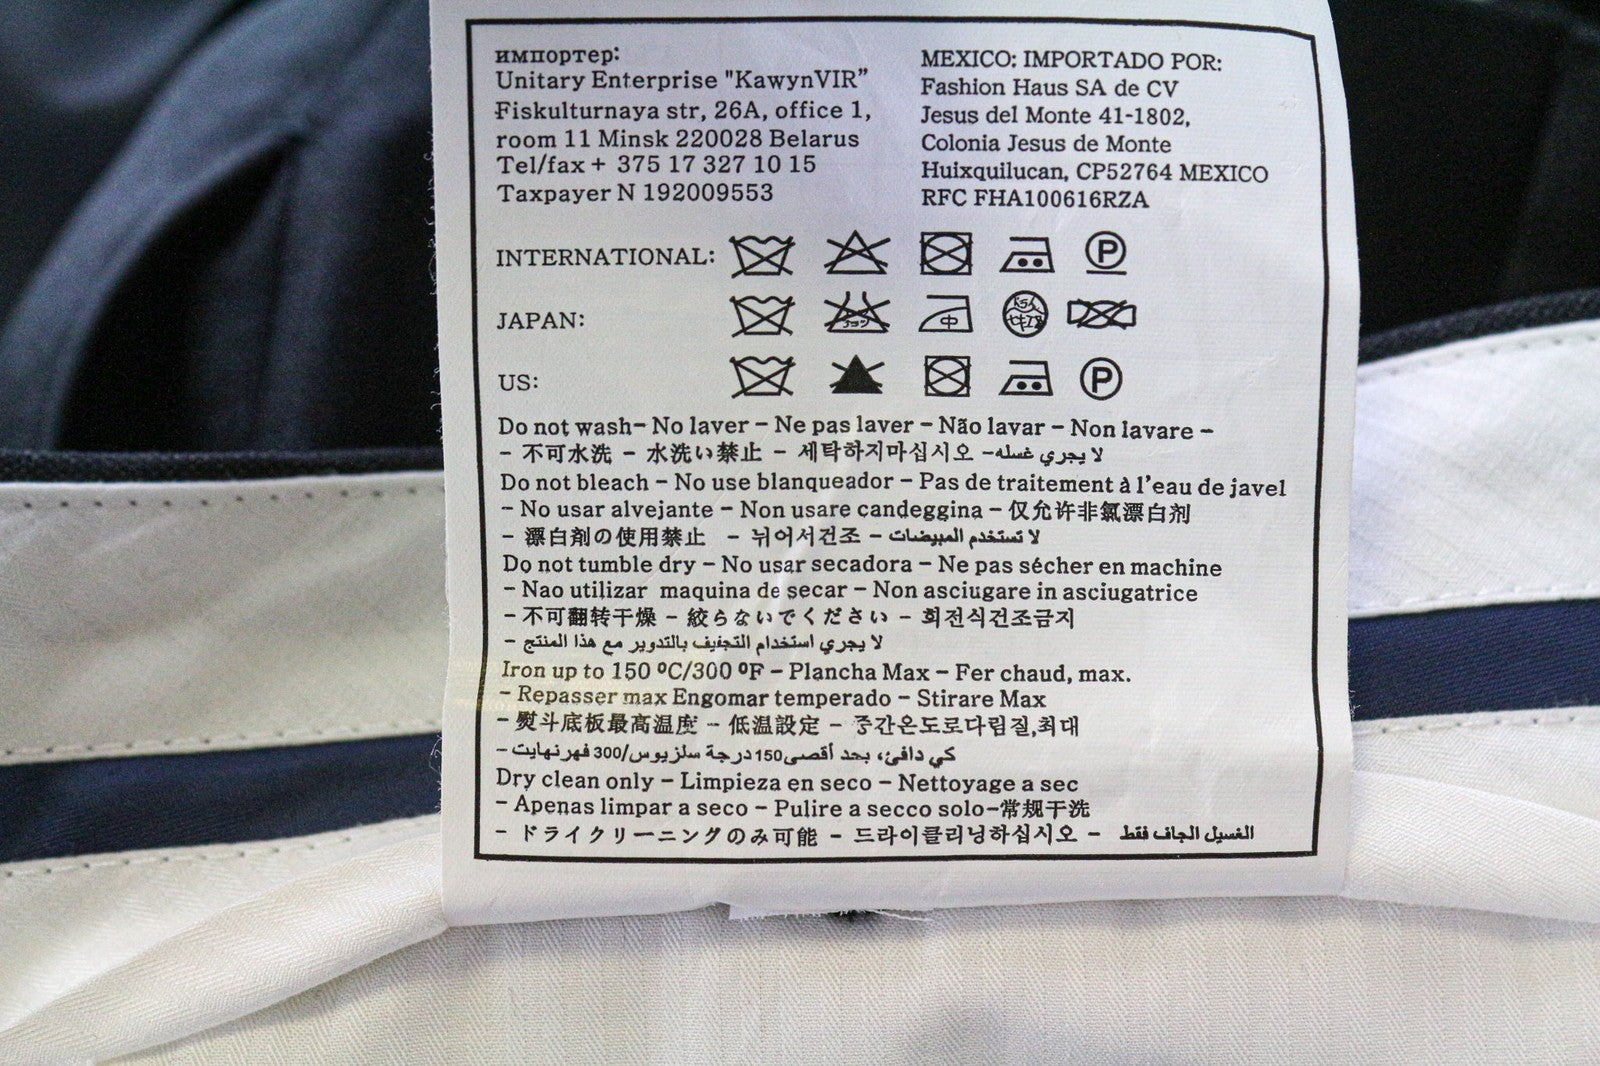 импортер:
Unitary Enterprise "KawynVIR”
Fiskulturnaya str, 26A, office 1,
room 11 Minsk 220028 Belarus
Tel/fax + 375 17 327 10 15
Taxpayer N 192009553
MEXICO: IMPORTADO POR:
Fashion Haus SA de CV
Jesus del Monte 41-1802,
Colonia Jesus de Monte
Huixquilucan, CP52764 MEXICO
RFC FHA100616RZA
INTERNATIONAL:
P
JAPAN:
中
US:
P
Do not wash- No laver - Ne pas laver - Não lavar - Non lavare -
- 不可水洗 - 水洗い禁止 - 세탁하지마십시오 - لا يجري غسله
Do not bleach - No use blanqueador - Pas de traitement à l'eau de javel
- No usar alvejante - Non usare candeggina - 仅允许非氯漂白剂
- 漂白剤の使用禁止 - 뉘어서건조 - لا تستخدم المبيضات
Do not tumble dry - No usar secadora - Ne pas sécher en machine
- Nao utilizar maquina de secar - Non asciugare in asciugatrice
- 不可翻转干燥 - 絞らないでください - 회전식건조금지
- لا يجري استخدام التجفيف بالتدوير مع هذا المنتج
Iron up to 150 ºC/300 ºF - Plancha Max - Fer chaud, max.
- Repasser max Engomar temperado - Stirare Max
- 熨斗底板最高温度 - 低温設定 - 중간온도로다림질,최대
- كي دافئ، بحد أقصى 150 درجة سلزيوس/300 فهرنهايت
Dry clean only - Limpieza en seco - Nettoyage a sec
- Apenas limpar a seco - Pulire a secco solo-常规干洗
- ドライクリーニングのみ可能 - 드라이클리닝하십시오 - الغسيل الجاف فقط